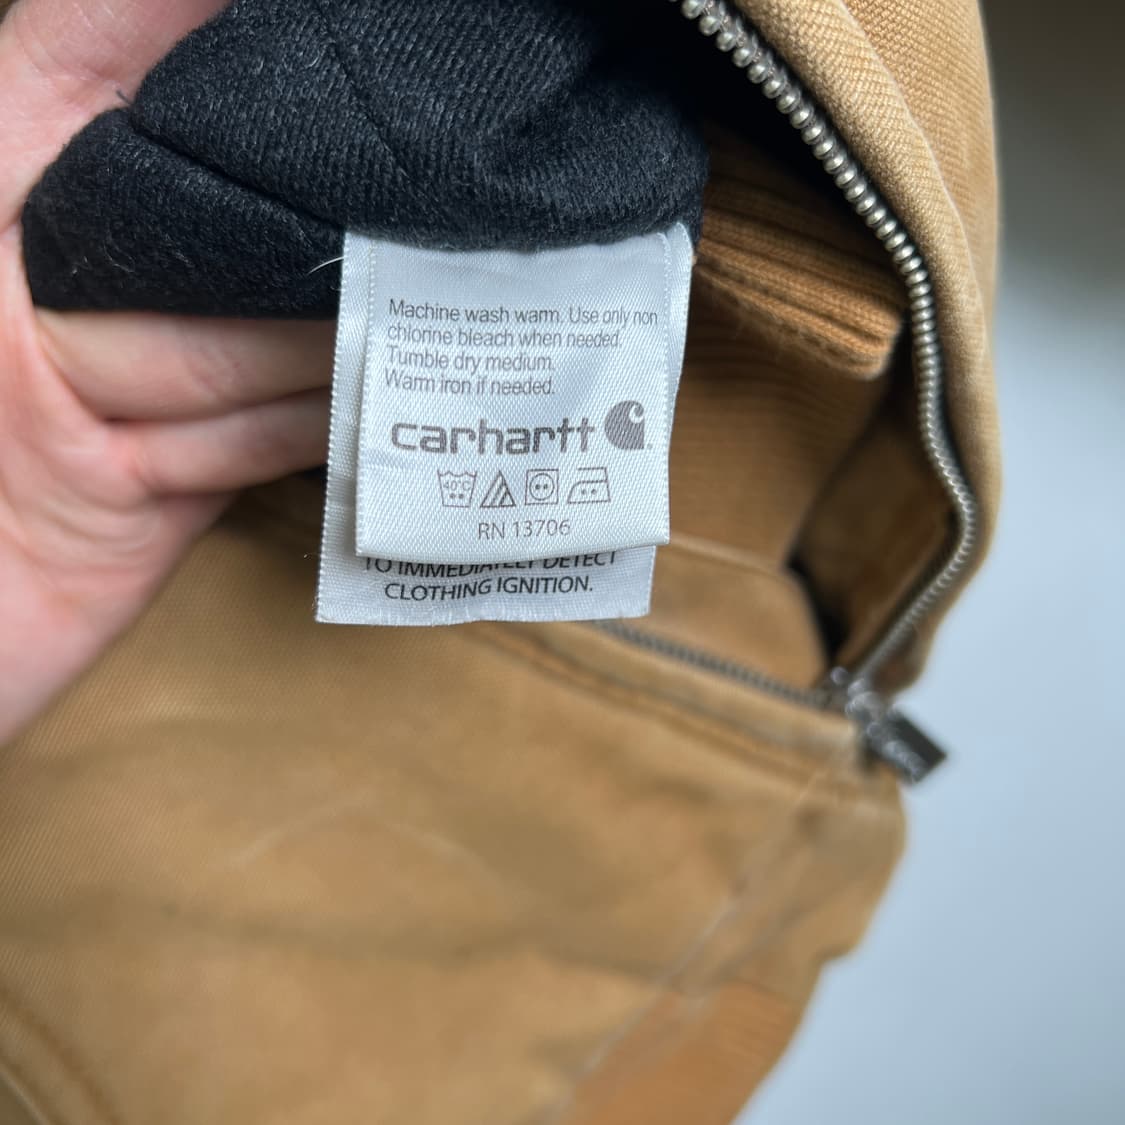 Machine wash warm. Use only non
chlorine bleach when needed.
Tumble dry medium.
Warm iron if needed.
carhartt
40°C
RN 13706
TO IMMEDIATELY DETECT
CLOTHING IGNITION.